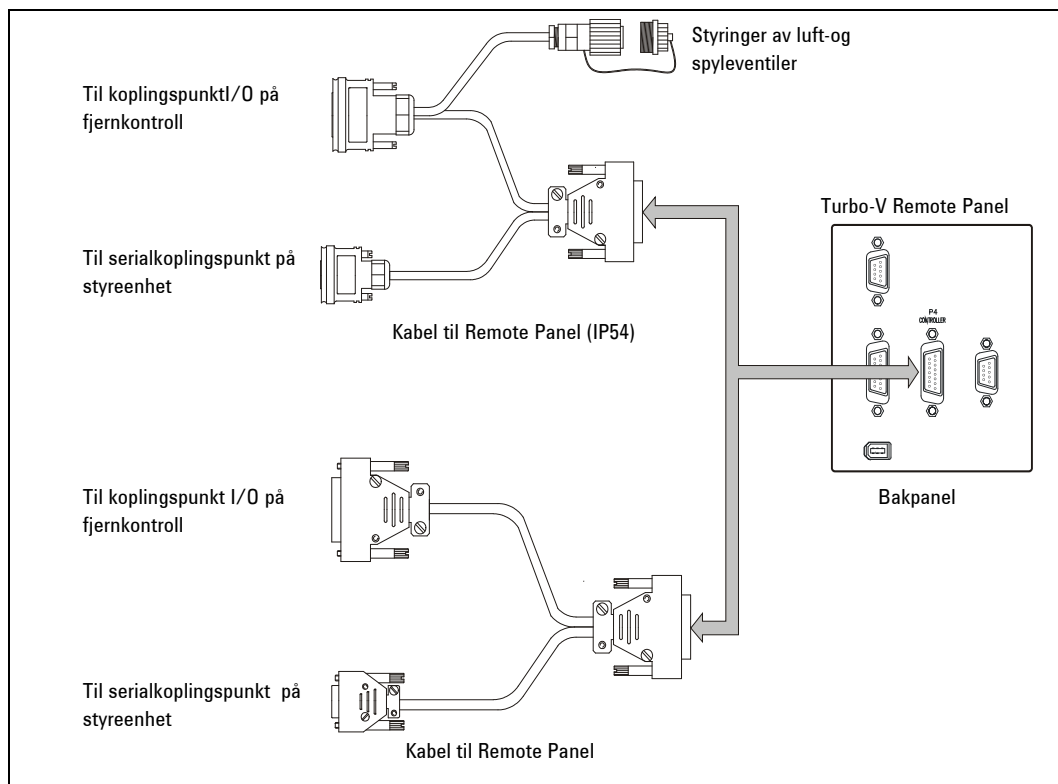 Styringer av luft-og
spyleventiler
Til koplingspunktI/O på
fjernkontroll
Turbo-V Remote Panel
P4
CONTROLLER
Til serialkoplingspunkt på
styreenhet
Kabel til Remote Panel (IP54)
Bakpanel
Til koplingspunkt I/O på
fjernkontroll
Til serialkoplingspunkt på
styreenhet
Kabel til Remote Panel